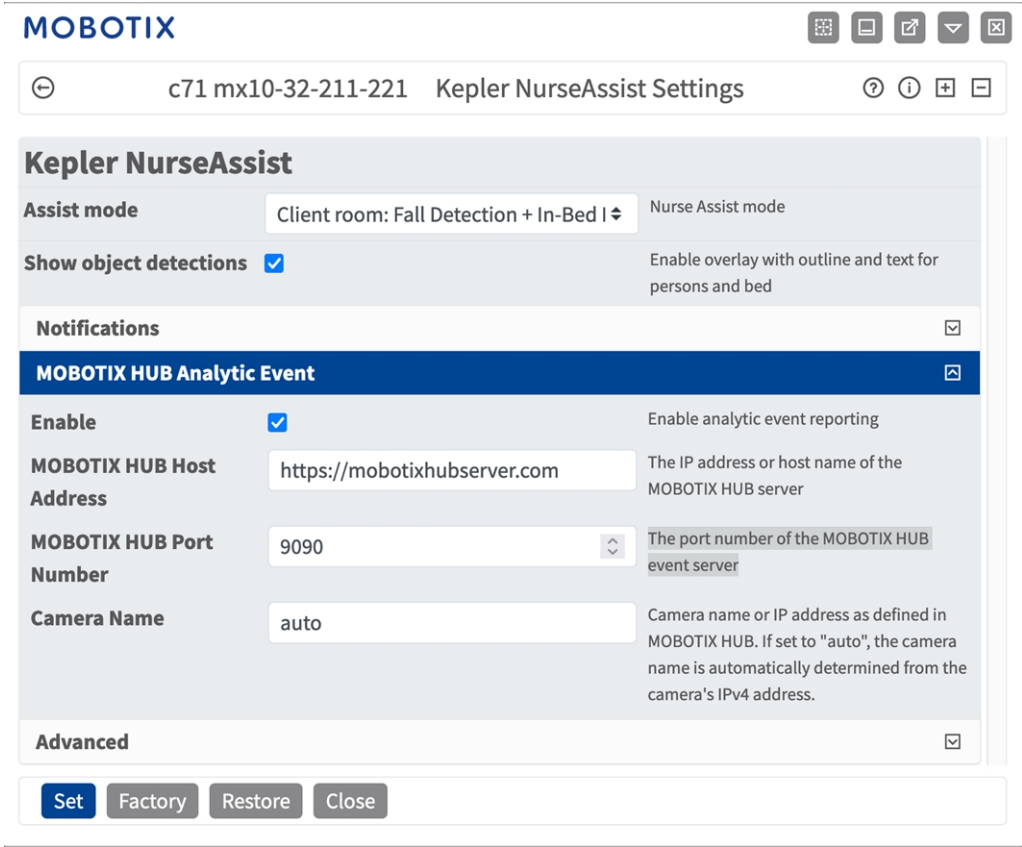 MOBOTIX
c71 mx10-32-211-221 Kepler NurseAssist Settings
Kepler NurseAssist
Assist mode
Client room: Fall Detection + In-Bed
Nurse Assist mode
Show object detections
Enable overlay with outline and text for
persons and bed
Notifications
MOBOTIX HUB Analytic Event
Enable
Enable analytic event reporting
MOBOTIX HUB Host
Address
https://mobotixhubserver.com
The IP address or host name of the
MOBOTIX HUB server
MOBOTIX HUB Port
Number
9090
The port number of the MOBOTIX HUB
event server
Camera Name
auto
Camera name or IP address as defined in
MOBOTIX HUB. If set to "auto", the camera
name is automatically determined from the
camera's IPv4 address.
Advanced
Set Factory Restore Close